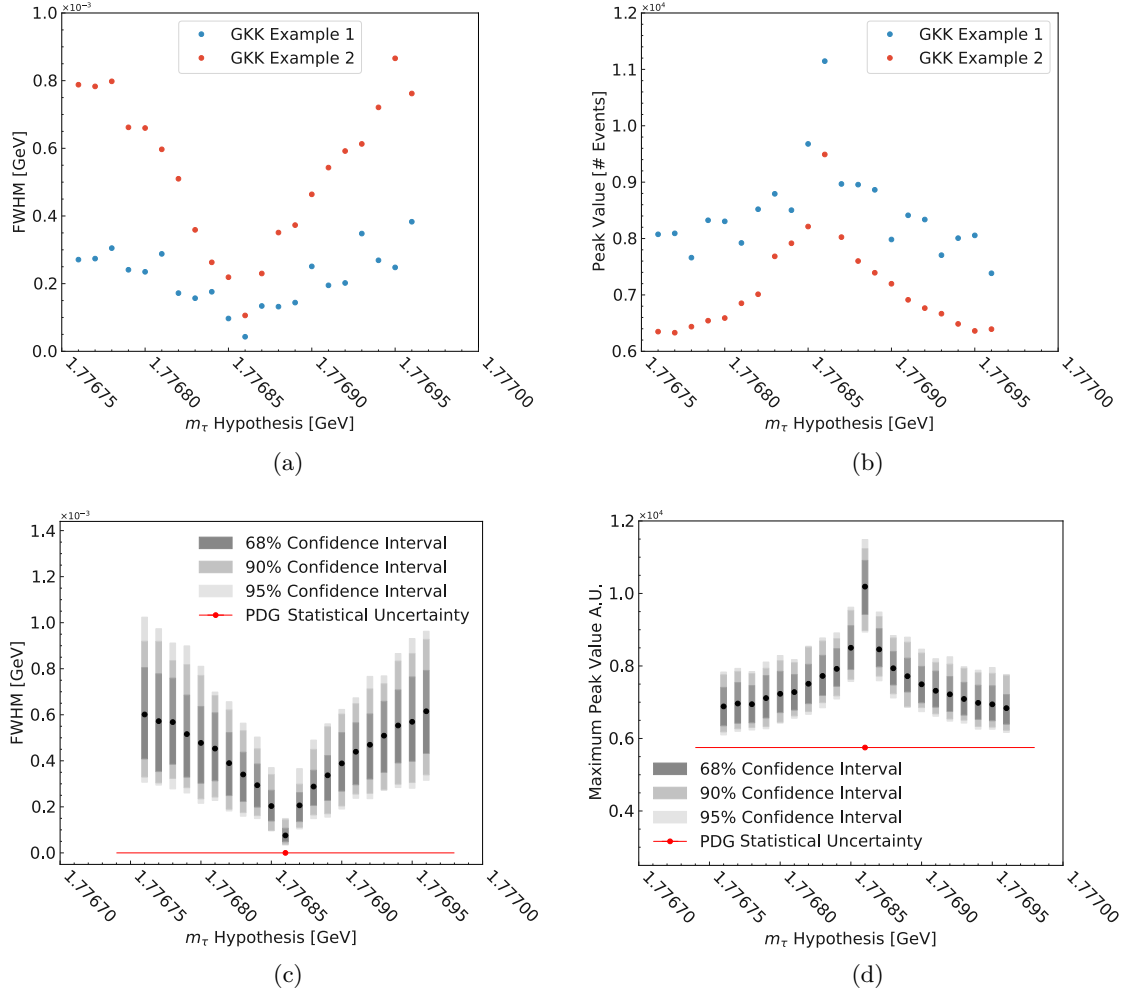 ×10⁻³
1.0
0.8
0.6
0.4
0.2
0.0
FWHM [GeV]
GKK Example 1
GKK Example 2
1.77675
1.77680
1.77685
1.77690
1.77695
1.77700
mτ Hypothesis [GeV]
(a)
×10⁴
1.2
1.1
1.0
0.9
0.8
0.7
0.6
Peak Value [# Events]
GKK Example 1
GKK Example 2
1.77675
1.77680
1.77685
1.77690
1.77695
1.77700
mτ Hypothesis [GeV]
(b)
×10⁻³
1.4
1.2
1.0
0.8
0.6
0.4
0.2
0.0
FWHM [GeV]
68% Confidence Interval
90% Confidence Interval
95% Confidence Interval
PDG Statistical Uncertainty
1.77670
1.77675
1.77680
1.77685
1.77690
1.77695
1.77700
mτ Hypothesis [GeV]
(c)
×10⁴
1.2
1.0
0.8
0.6
0.4
Maximum Peak Value A.U.
68% Confidence Interval
90% Confidence Interval
95% Confidence Interval
PDG Statistical Uncertainty
1.77670
1.77675
1.77680
1.77685
1.77690
1.77695
1.77700
mτ Hypothesis [GeV]
(d)